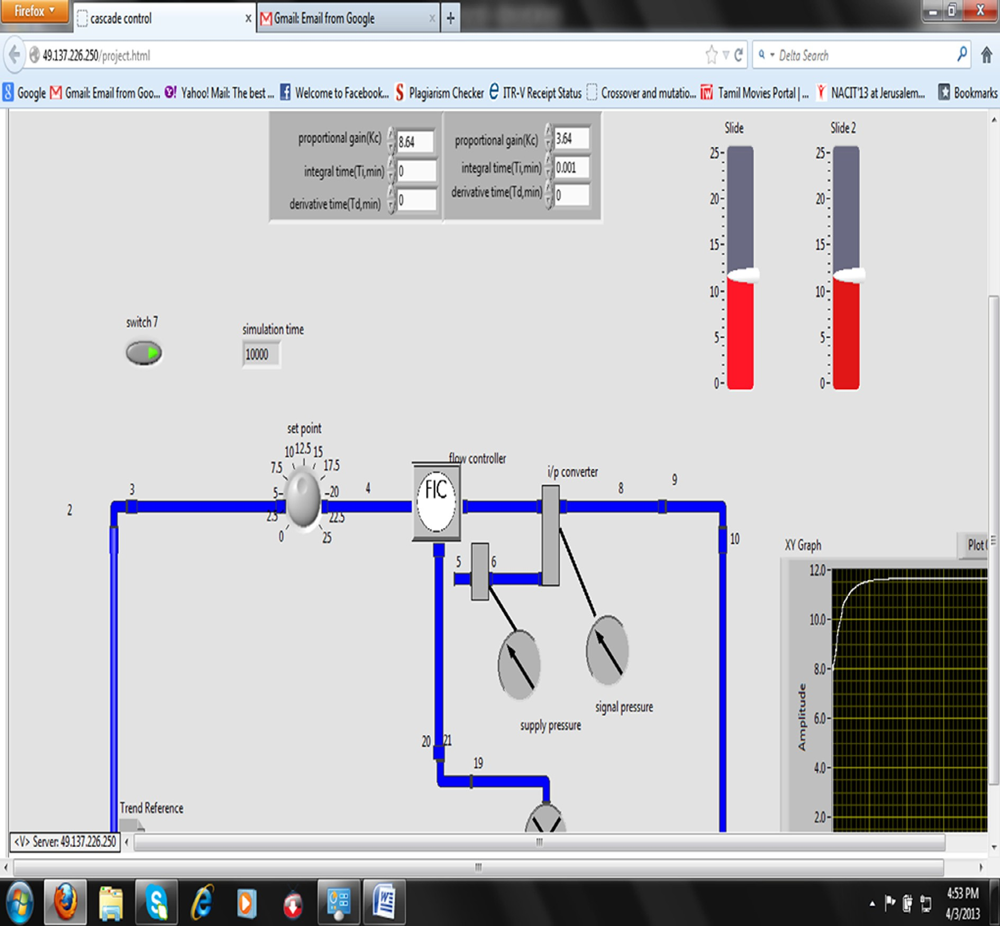 Firefox
cascade control
Gmail: Email from Google
49.137.226.250/project.html
Delta Search
Google
Gmail: Email from Goo...
Yahoo! Mail: The best ...
Welcome to Facebook...
Plagiarism Checker
ITR-V Receipt Status
Crossover and mutatio...
Tamil Movies Portal | ...
NACIT'13 at Jerusalem...
Bookmarks
proportional gain(Kc) 8.64
integral time(Ti,min) 0
derivative time(Td,min) 0
proportional gain(Kc) 3.64
integral time(Ti,min) 0.001
derivative time(Td,min) 0
Slide
25
20
15
10
5
0
Slide 2
25
20
15
10
5
0
switch 7
simulation time
10000
set point
0
2.5
5
7.5
10
12.5
15
17.5
20
22.5
25
2
3
4
flow controller
FIC
i/p converter
8
9
10
5
6
supply pressure
signal pressure
20
21
19
Trend Reference
XY Graph
Plot
12.0
10.0
8.0
6.0
4.0
2.0
Amplitude
<V> Server: 49.137.226.250
4:53 PM
4/3/2013